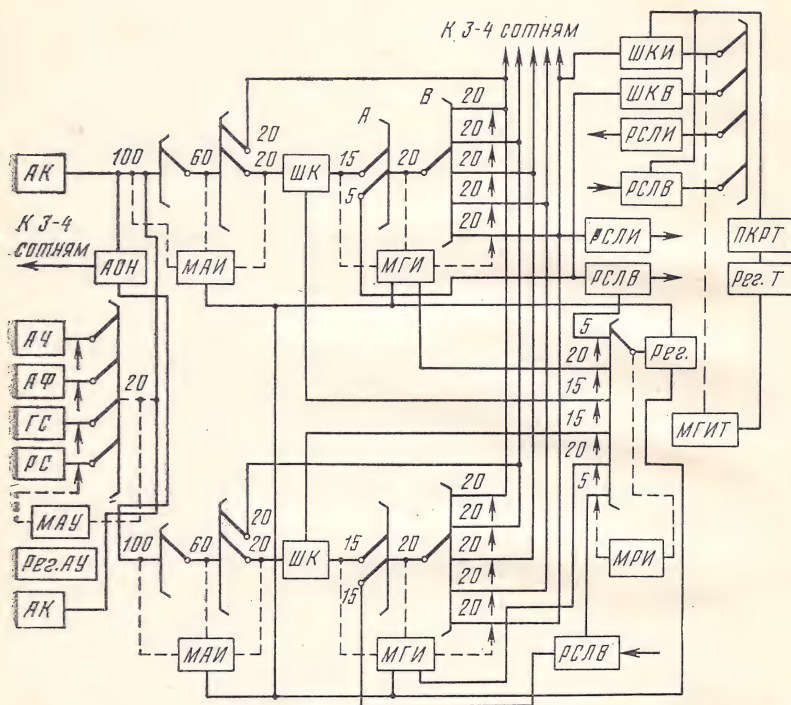 К 3-4 сотням
ШКИ
ШКВ
РСЛИ
РСЛВ
ПКРТ
Рег. Т
МГИТ
20
20
А
В
20
20
20
20
20
АК
100
60
ШК
15
5
20
К 3-4
сотням
АОН
МАИ
МГИ
РСЛИ
РСЛВ
АЧ
АФ
ГС
РС
20
МАУ
Рег. АУ
АК
5
20
15
15
20
5
Рег.
МРИ
РСЛВ
100
60
20
20
ШК
15
15
20
20
20
20
20
20
МАИ
МГИ